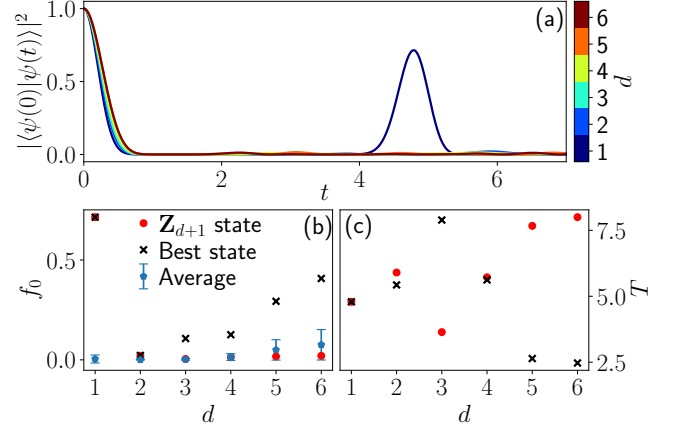 (a)
|⟨ψ(0)|ψ(t)⟩|²
1.0
0.5
0.0
0 2 4 6
t
6
5
4
3
2
1
d
(b)
Z_{d+1} state
Best state
Average
f₀
0.5
0.0
1 2 3 4 5 6
d
(c)
7.5
5.0
2.5
T
1 2 3 4 5 6
d